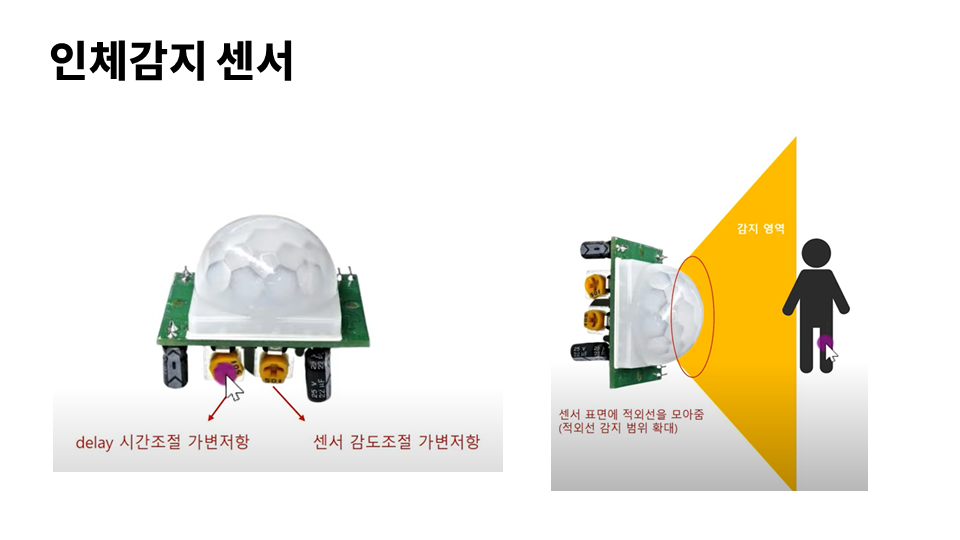 인체감지 센서
delay 시간조절 가변저항
센서 감도조절 가변저항
감지 영역
센서 표면에 적외선을 모아줌
(적외선 감지 범위 확대)